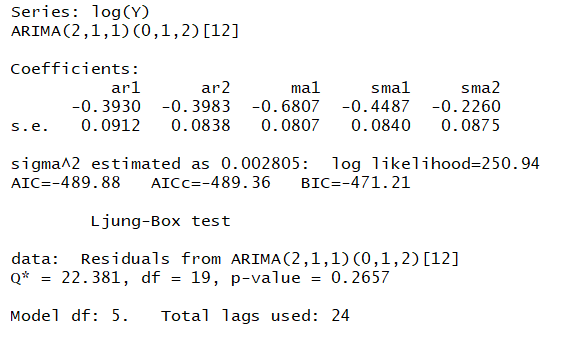 Series: log(Y)
ARIMA(2,1,1)(0,1,2)[12]
Coefficients:
ar1 ar2 ma1 sma1 sma2
-0.3930 -0.3983 -0.6807 -0.4487 -0.2260
s.e. 0.0912 0.0838 0.0807 0.0840 0.0875
sigma^2 estimated as 0.002805: log likelihood=250.94
AIC=-489.88 AICc=-489.36 BIC=-471.21
Ljung-Box test
data: Residuals from ARIMA(2,1,1)(0,1,2)[12]
Q* = 22.381, df = 19, p-value = 0.2657
Model df: 5. Total lags used: 24